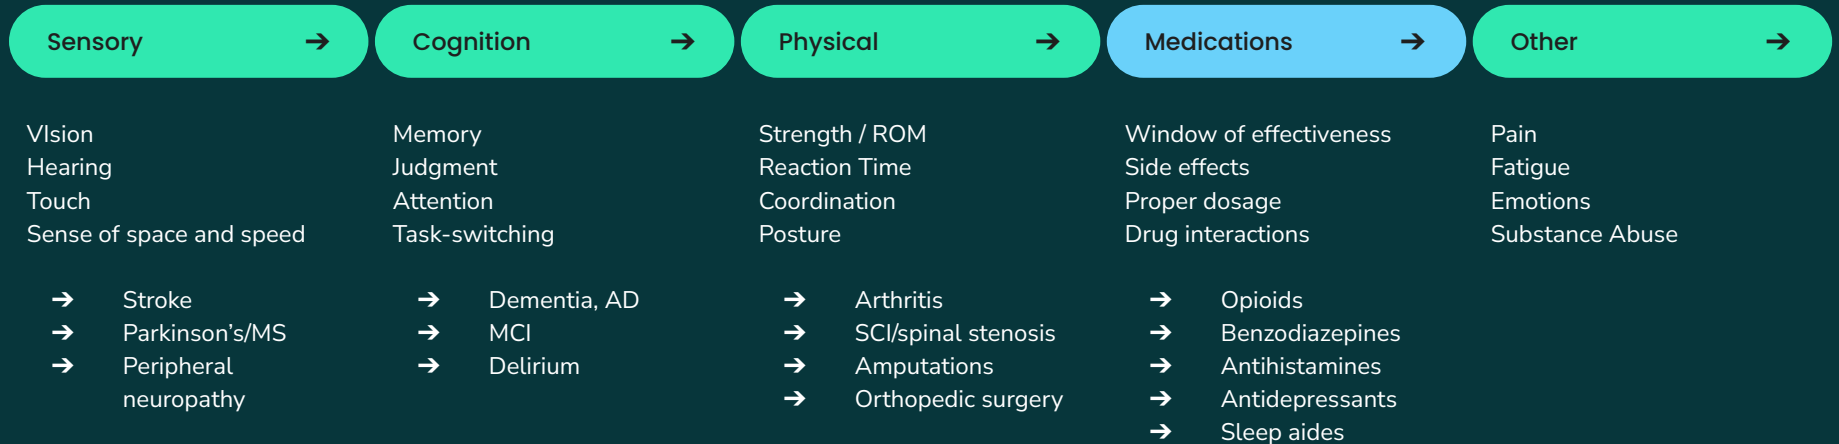 Sensory ➔
Cognition ➔
Physical ➔
Medications ➔
Other ➔
VIsion
Hearing
Touch
Sense of space and speed
➔ Stroke
➔ Parkinson’s/MS
➔ Peripheral
neuropathy
Memory
Judgment
Attention
Task-switching
➔ Dementia, AD
➔ MCI
➔ Delirium
Strength / ROM
Reaction Time
Coordination
Posture
➔ Arthritis
➔ SCI/spinal stenosis
➔ Amputations
➔ Orthopedic surgery
Window of effectiveness
Side effects
Proper dosage
Drug interactions
➔ Opioids
➔ Benzodiazepines
➔ Antihistamines
➔ Antidepressants
➔ Sleep aides
Pain
Fatigue
Emotions
Substance Abuse